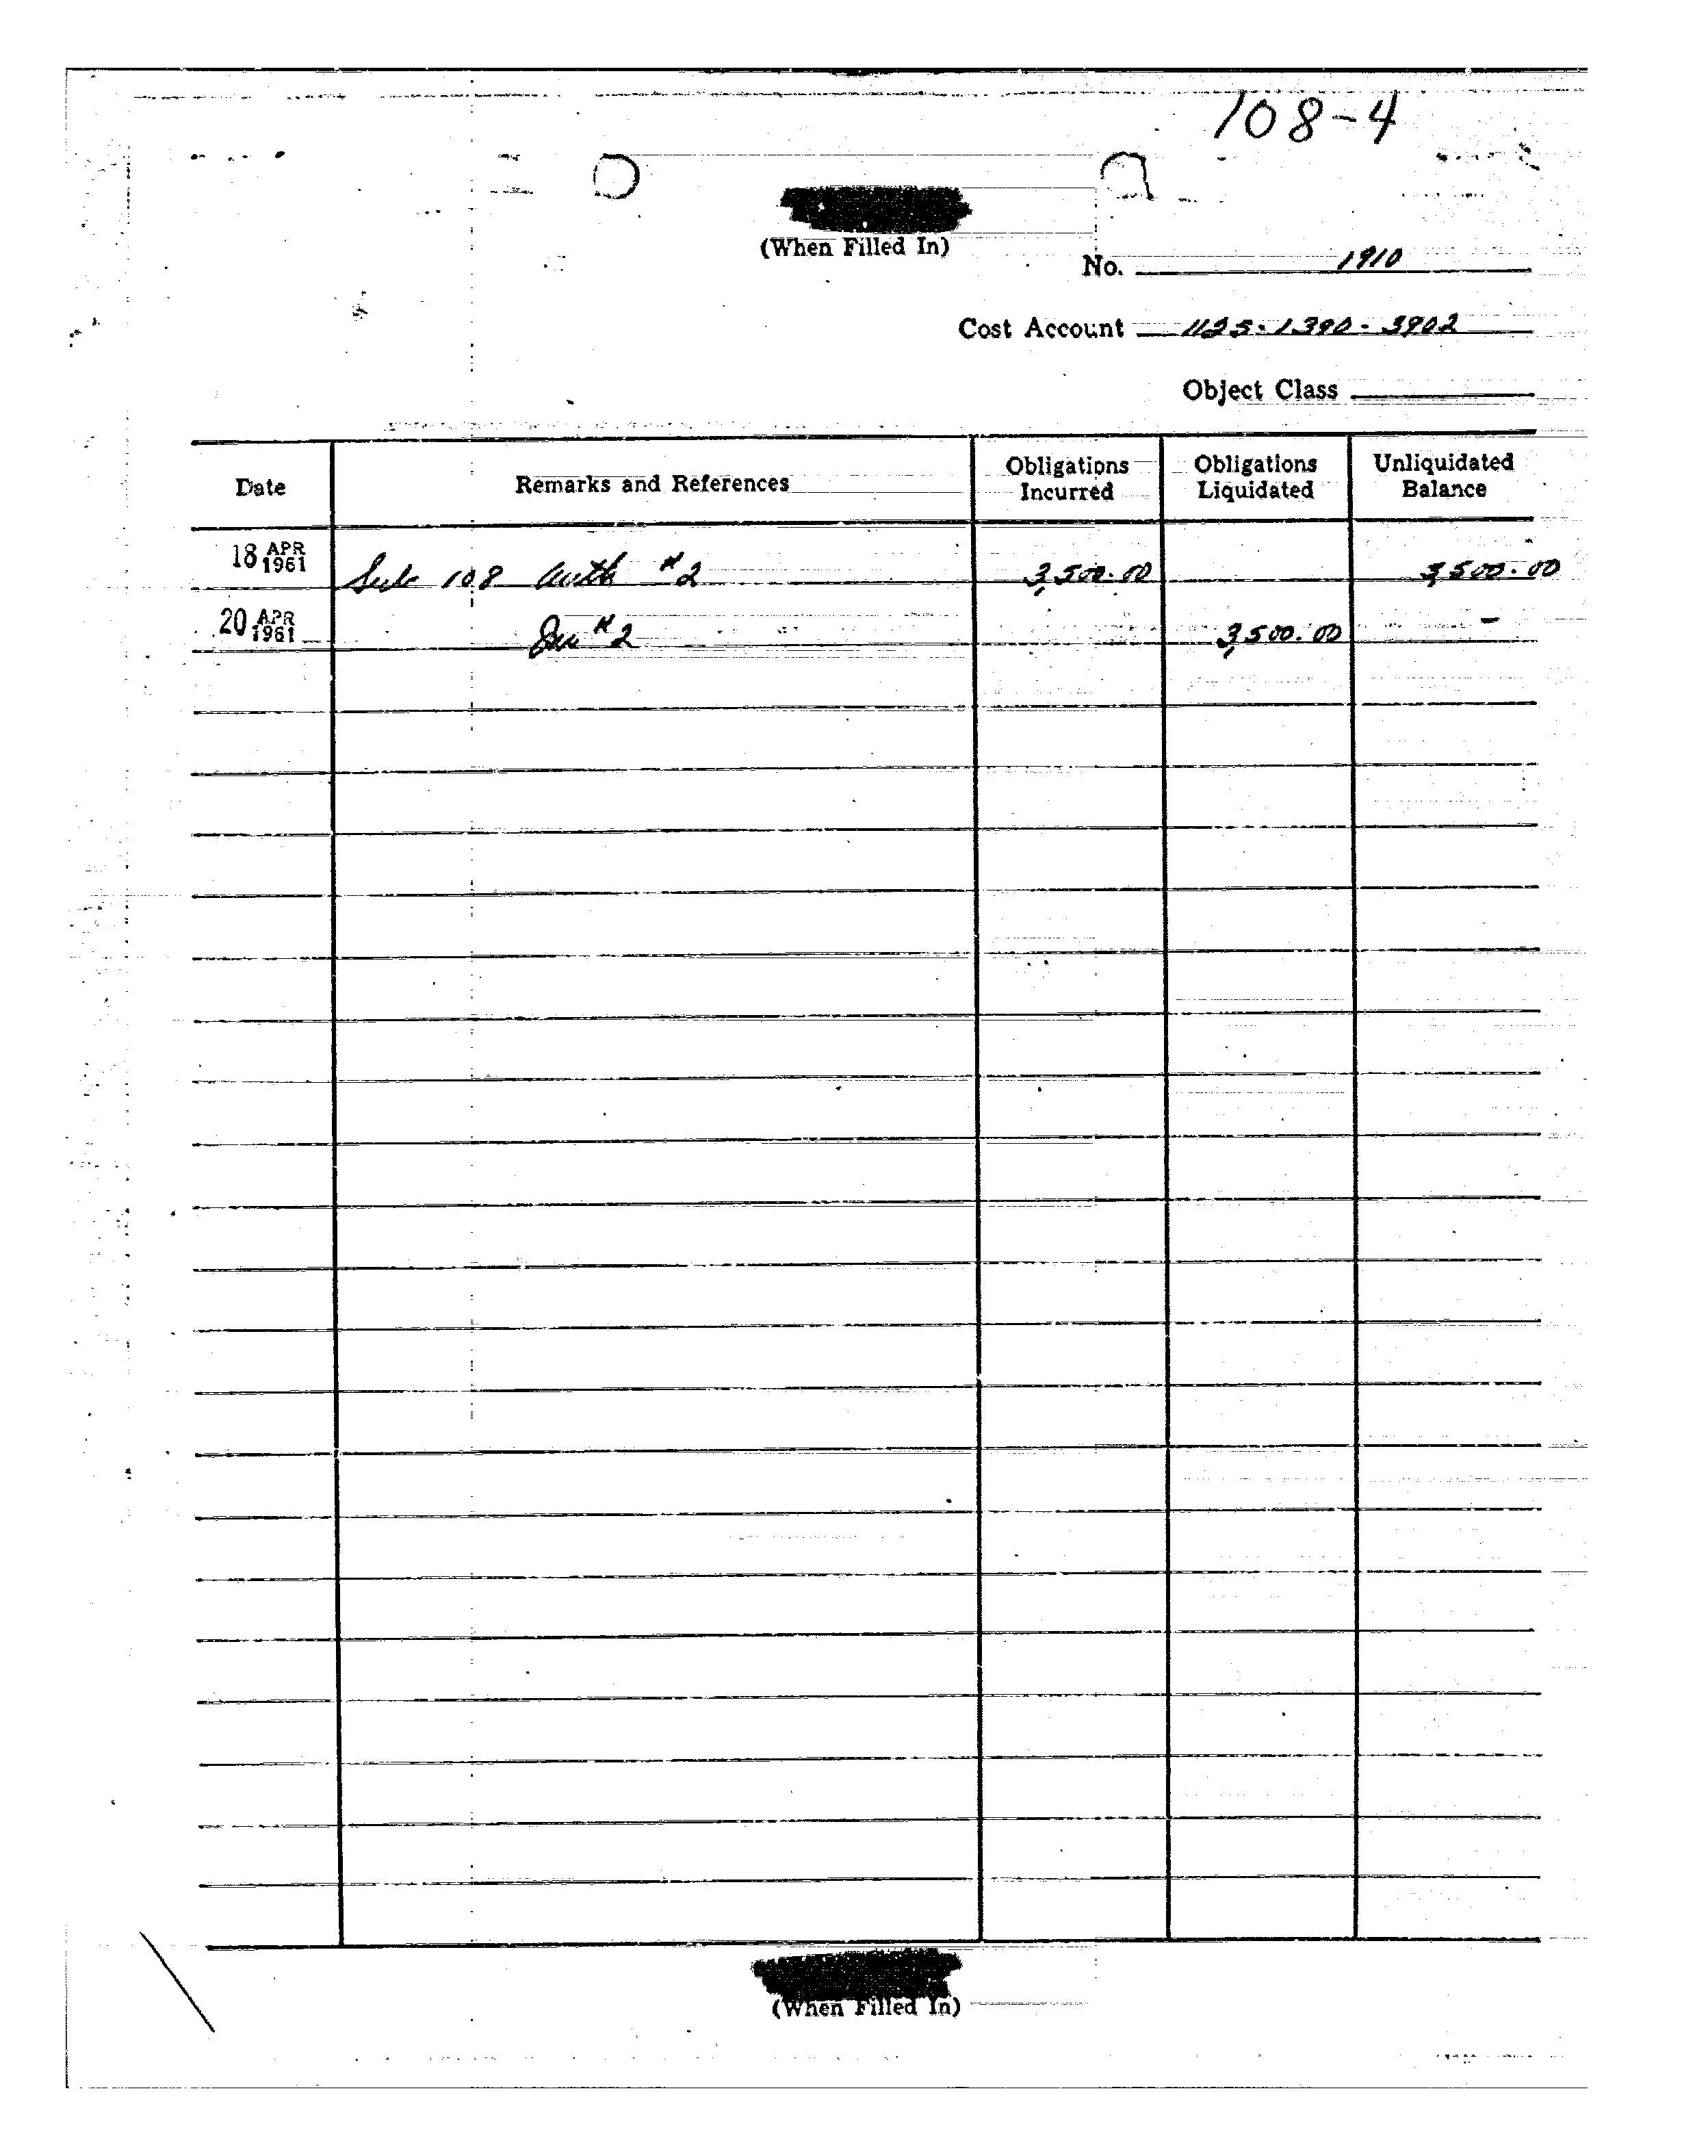 108-4
(When Filled In)
No. 1910
Cost Account 1125-1390-3902
Object Class
Date Remarks and References Obligations Incurred Obligations Liquidated Unliquidated Balance
18 APR 1961 Sub 108 Auth #2 3,500.00 3,500.00
20 APR 1961 #2 3,500.00 -
(When Filled In)